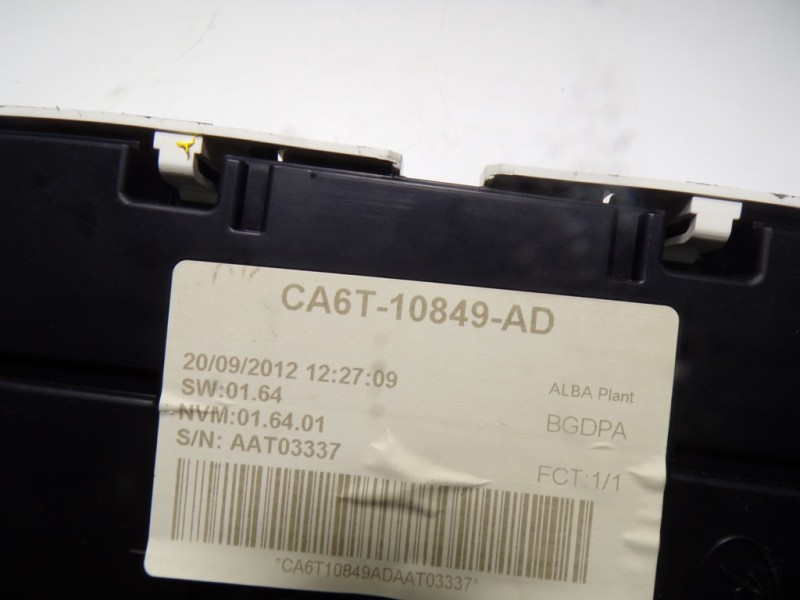 CA6T-10849-AD
20/09/2012 12:27:09
SW:01.64
ALBA Plant
NVM:01.64.01
BGDPA
S/N: AAT03337
FCT:1/1
*CA6T10849ADAAT03337*